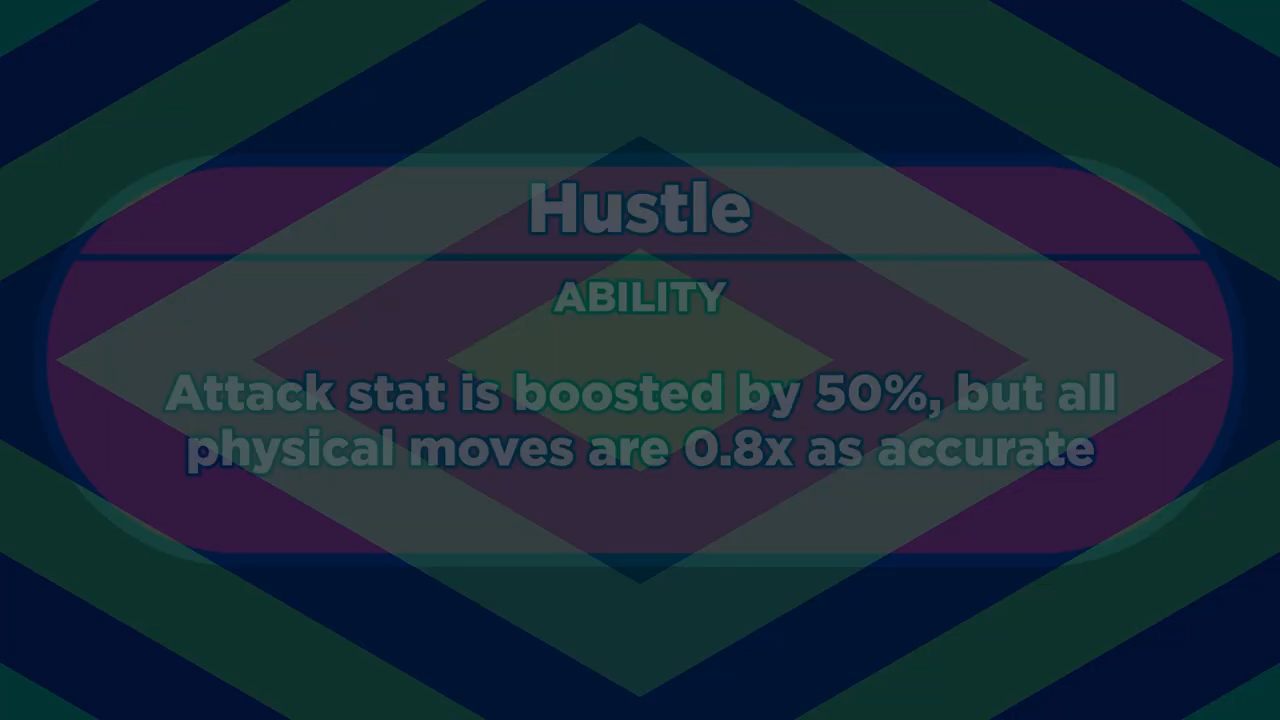 Hustle
ABILITY
Attack stat is boosted by 50%, but all
physical moves are 0.8x as accurate